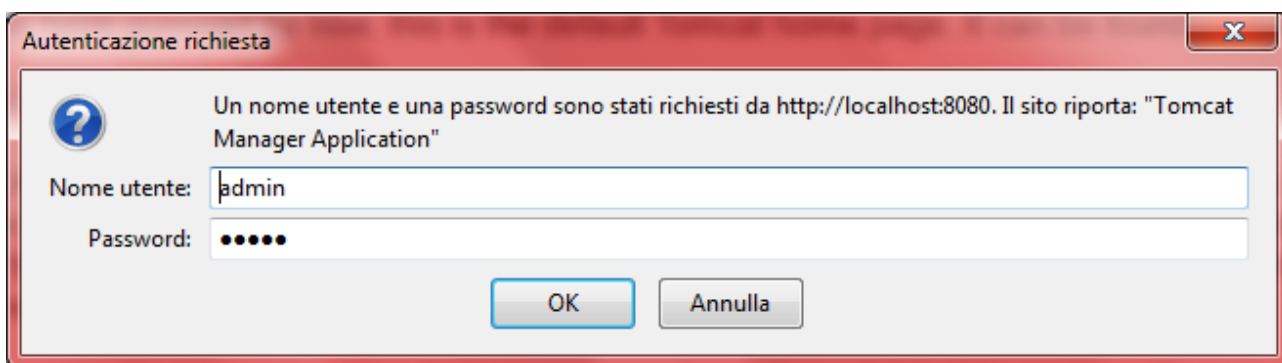 Autenticazione richiesta
Un nome utente e una password sono stati richiesti da http://localhost:8080. Il sito riporta: "Tomcat
Manager Application"
Nome utente: admin
Password: •••••
OK Annulla